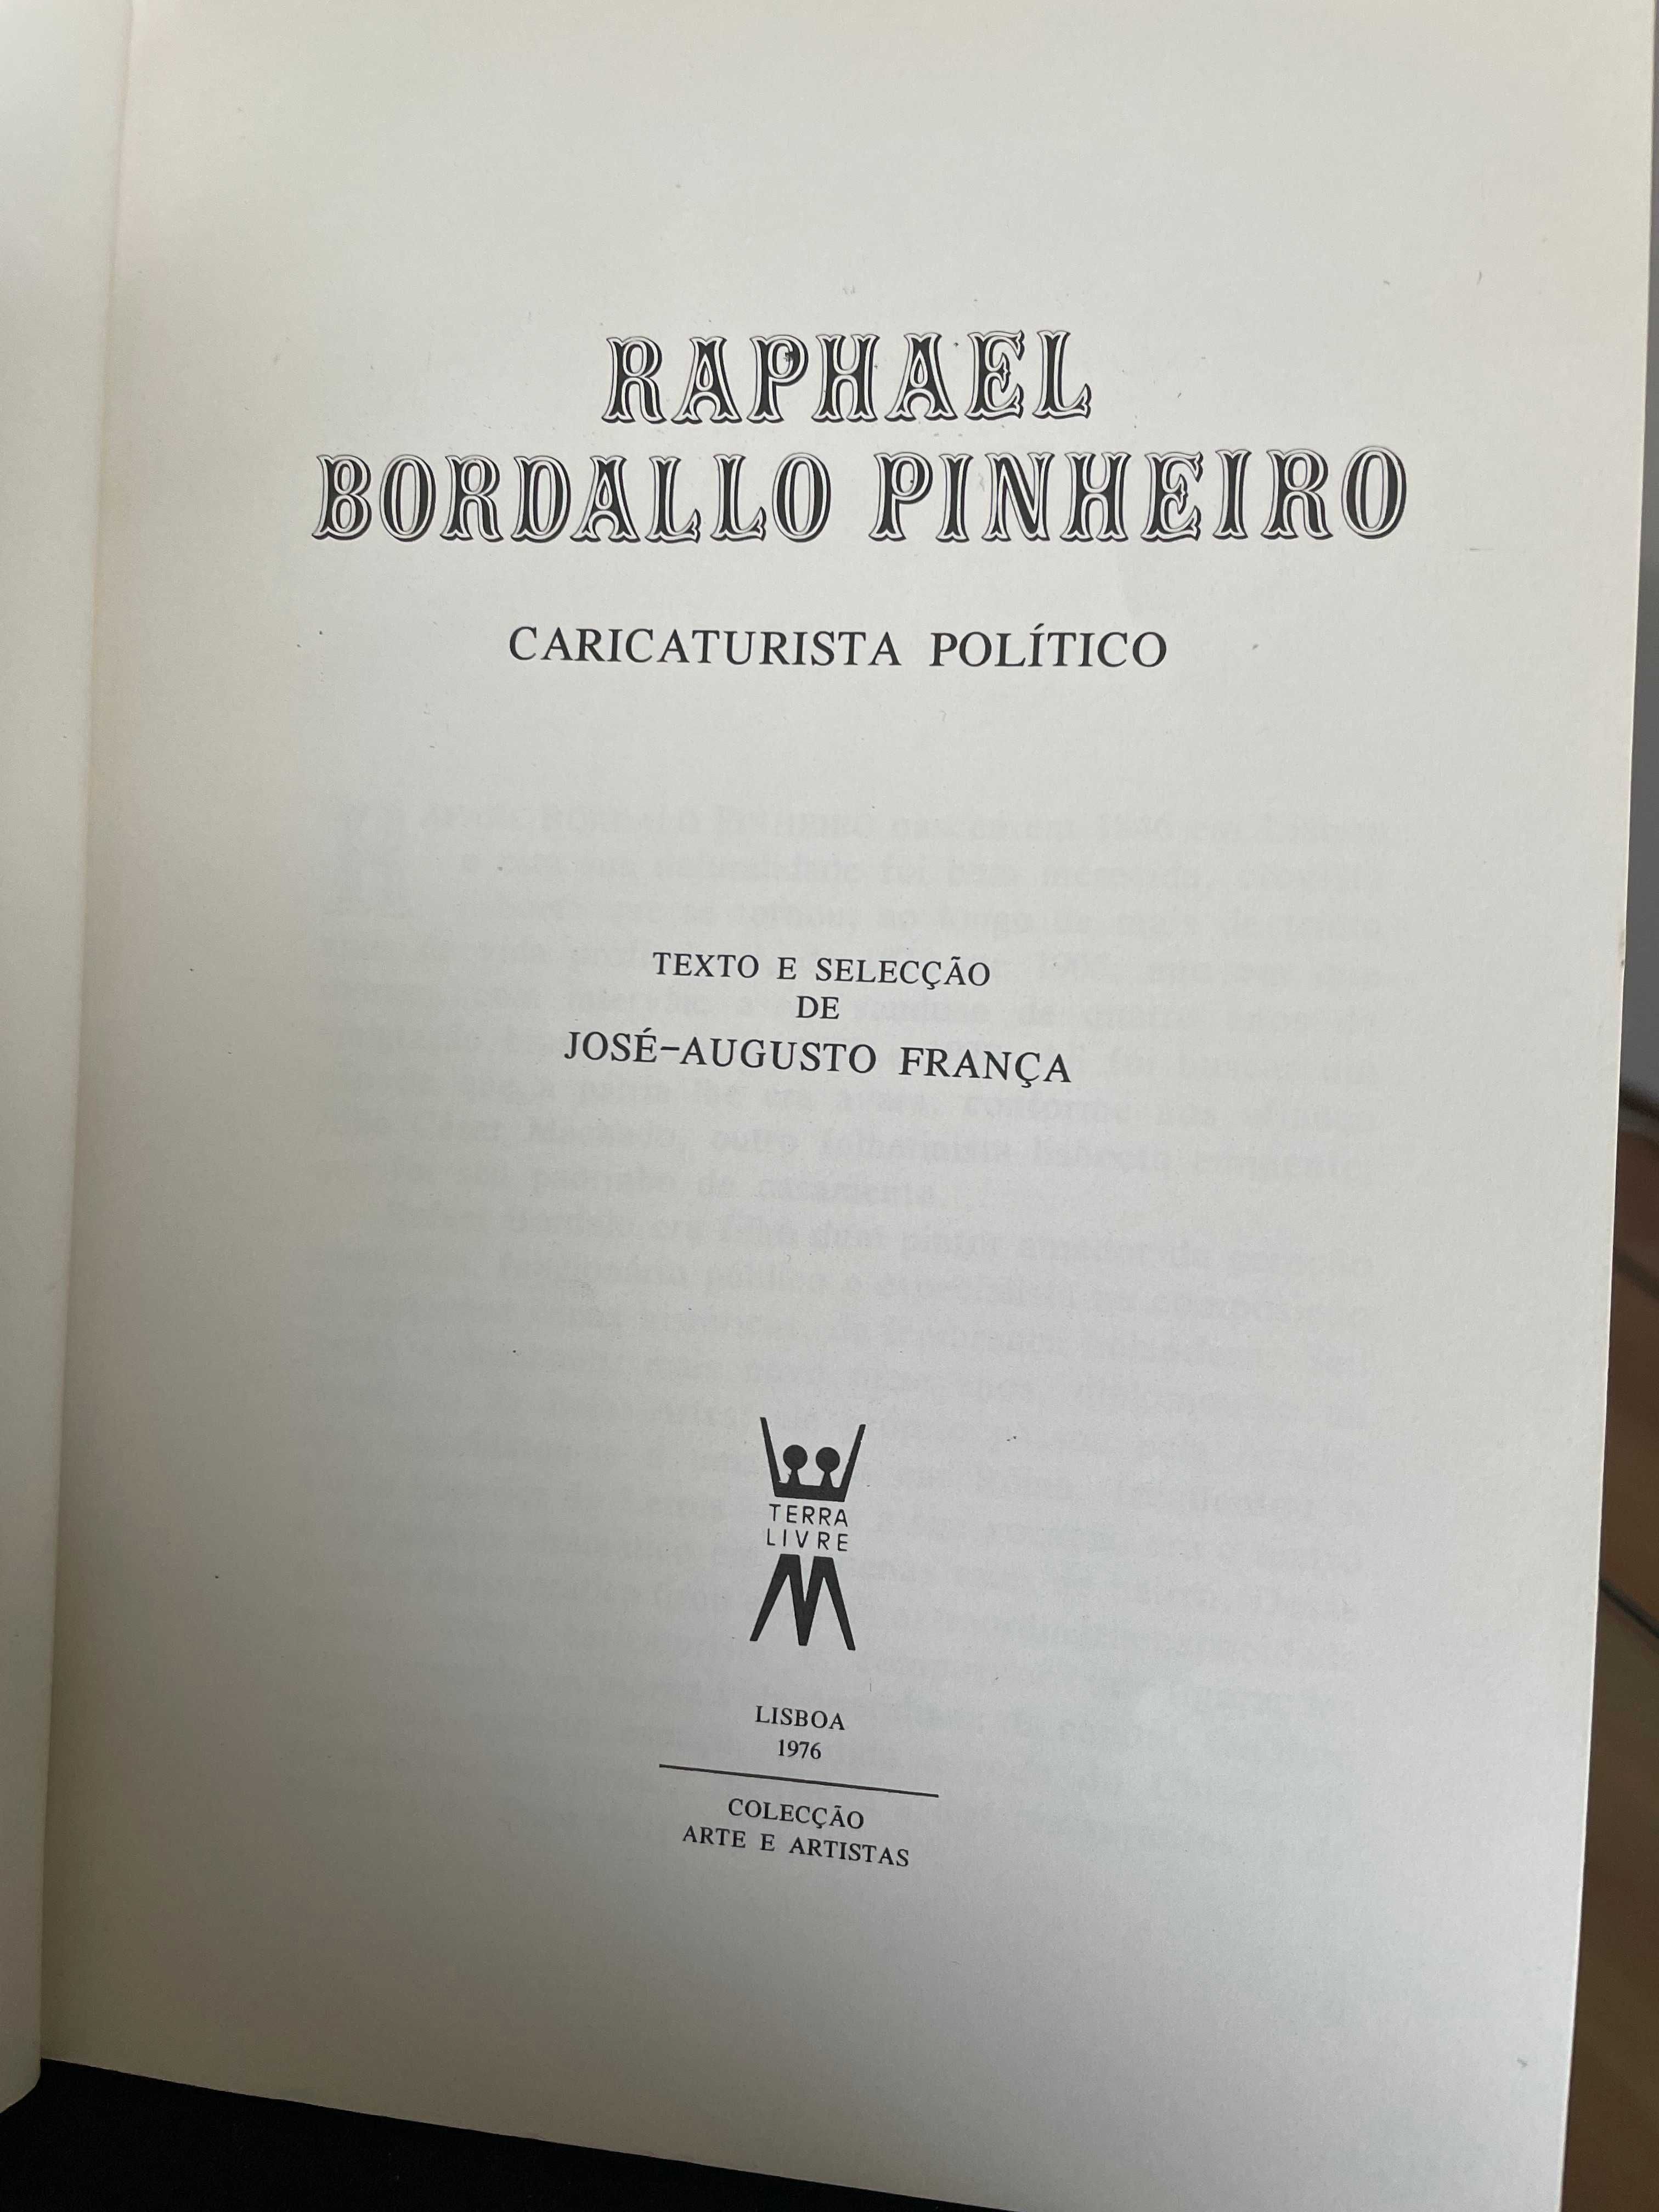 RAPHAEL
BORDALLO PINHEIRO
CARICATURISTA POLÍTICO
TEXTO E SELECÇÃO
DE
JOSÉ-AUGUSTO FRANÇA
TERRA
LIVRE
LISBOA
1976
COLECÇÃO
ARTE E ARTISTAS